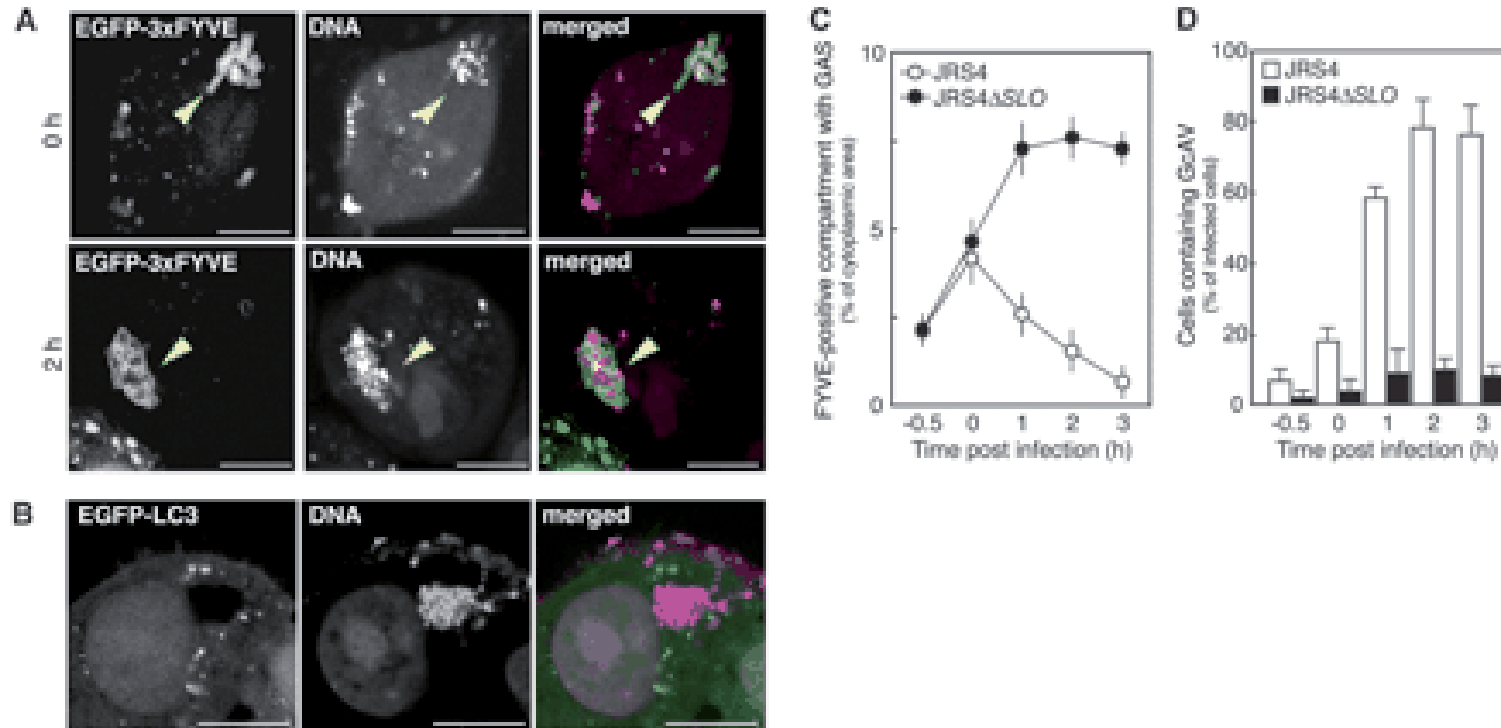 A
EGFP-3xFYVE
DNA
merged
0 h
EGFP-3xFYVE
DNA
merged
2 h
B
EGFP-LC3
DNA
merged
C
FYVE-positive compartment with GAS
(% of cytoplasmic area)
10
5
0
JRS4
JRS4ΔSLO
-0.5 0 1 2 3
Time post infection (h)
D
Cells containing GcAV
(% of infected cells)
100
80
60
40
20
0
JRS4
JRS4ΔSLO
-0.5 0 1 2 3
Time post infection (h)